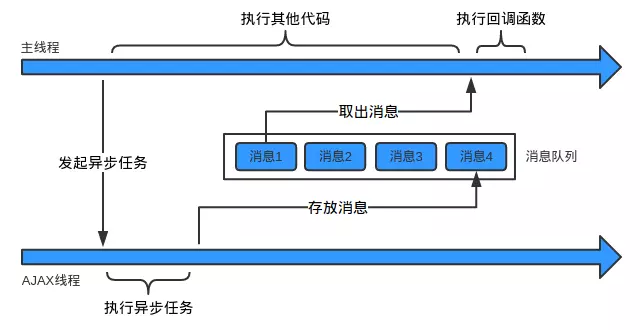 执行其他代码
执行回调函数
主线程
取出消息
发起异步任务
消息1
消息2
消息3
消息4
消息队列
存放消息
AJAX线程
执行异步任务